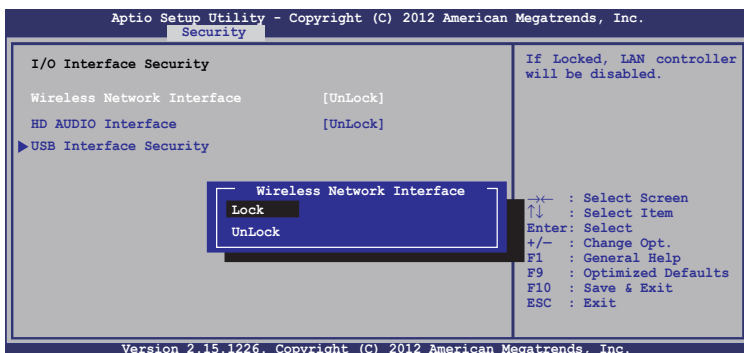 Aptio Setup Utility - Copyright (C) 2012 American Megatrends, Inc.
Security
I/O Interface Security
Wireless Network Interface [UnLock]
HD AUDIO Interface [UnLock]
USB Interface Security
If Locked, LAN controller
will be disabled.
Wireless Network Interface
Lock
UnLock
→← : Select Screen
↑↓ : Select Item
Enter: Select
+/— : Change Opt.
F1 : General Help
F9 : Optimized Defaults
F10 : Save & Exit
ESC : Exit
Version 2.15.1226. Copyright (C) 2012 American Megatrends, Inc.